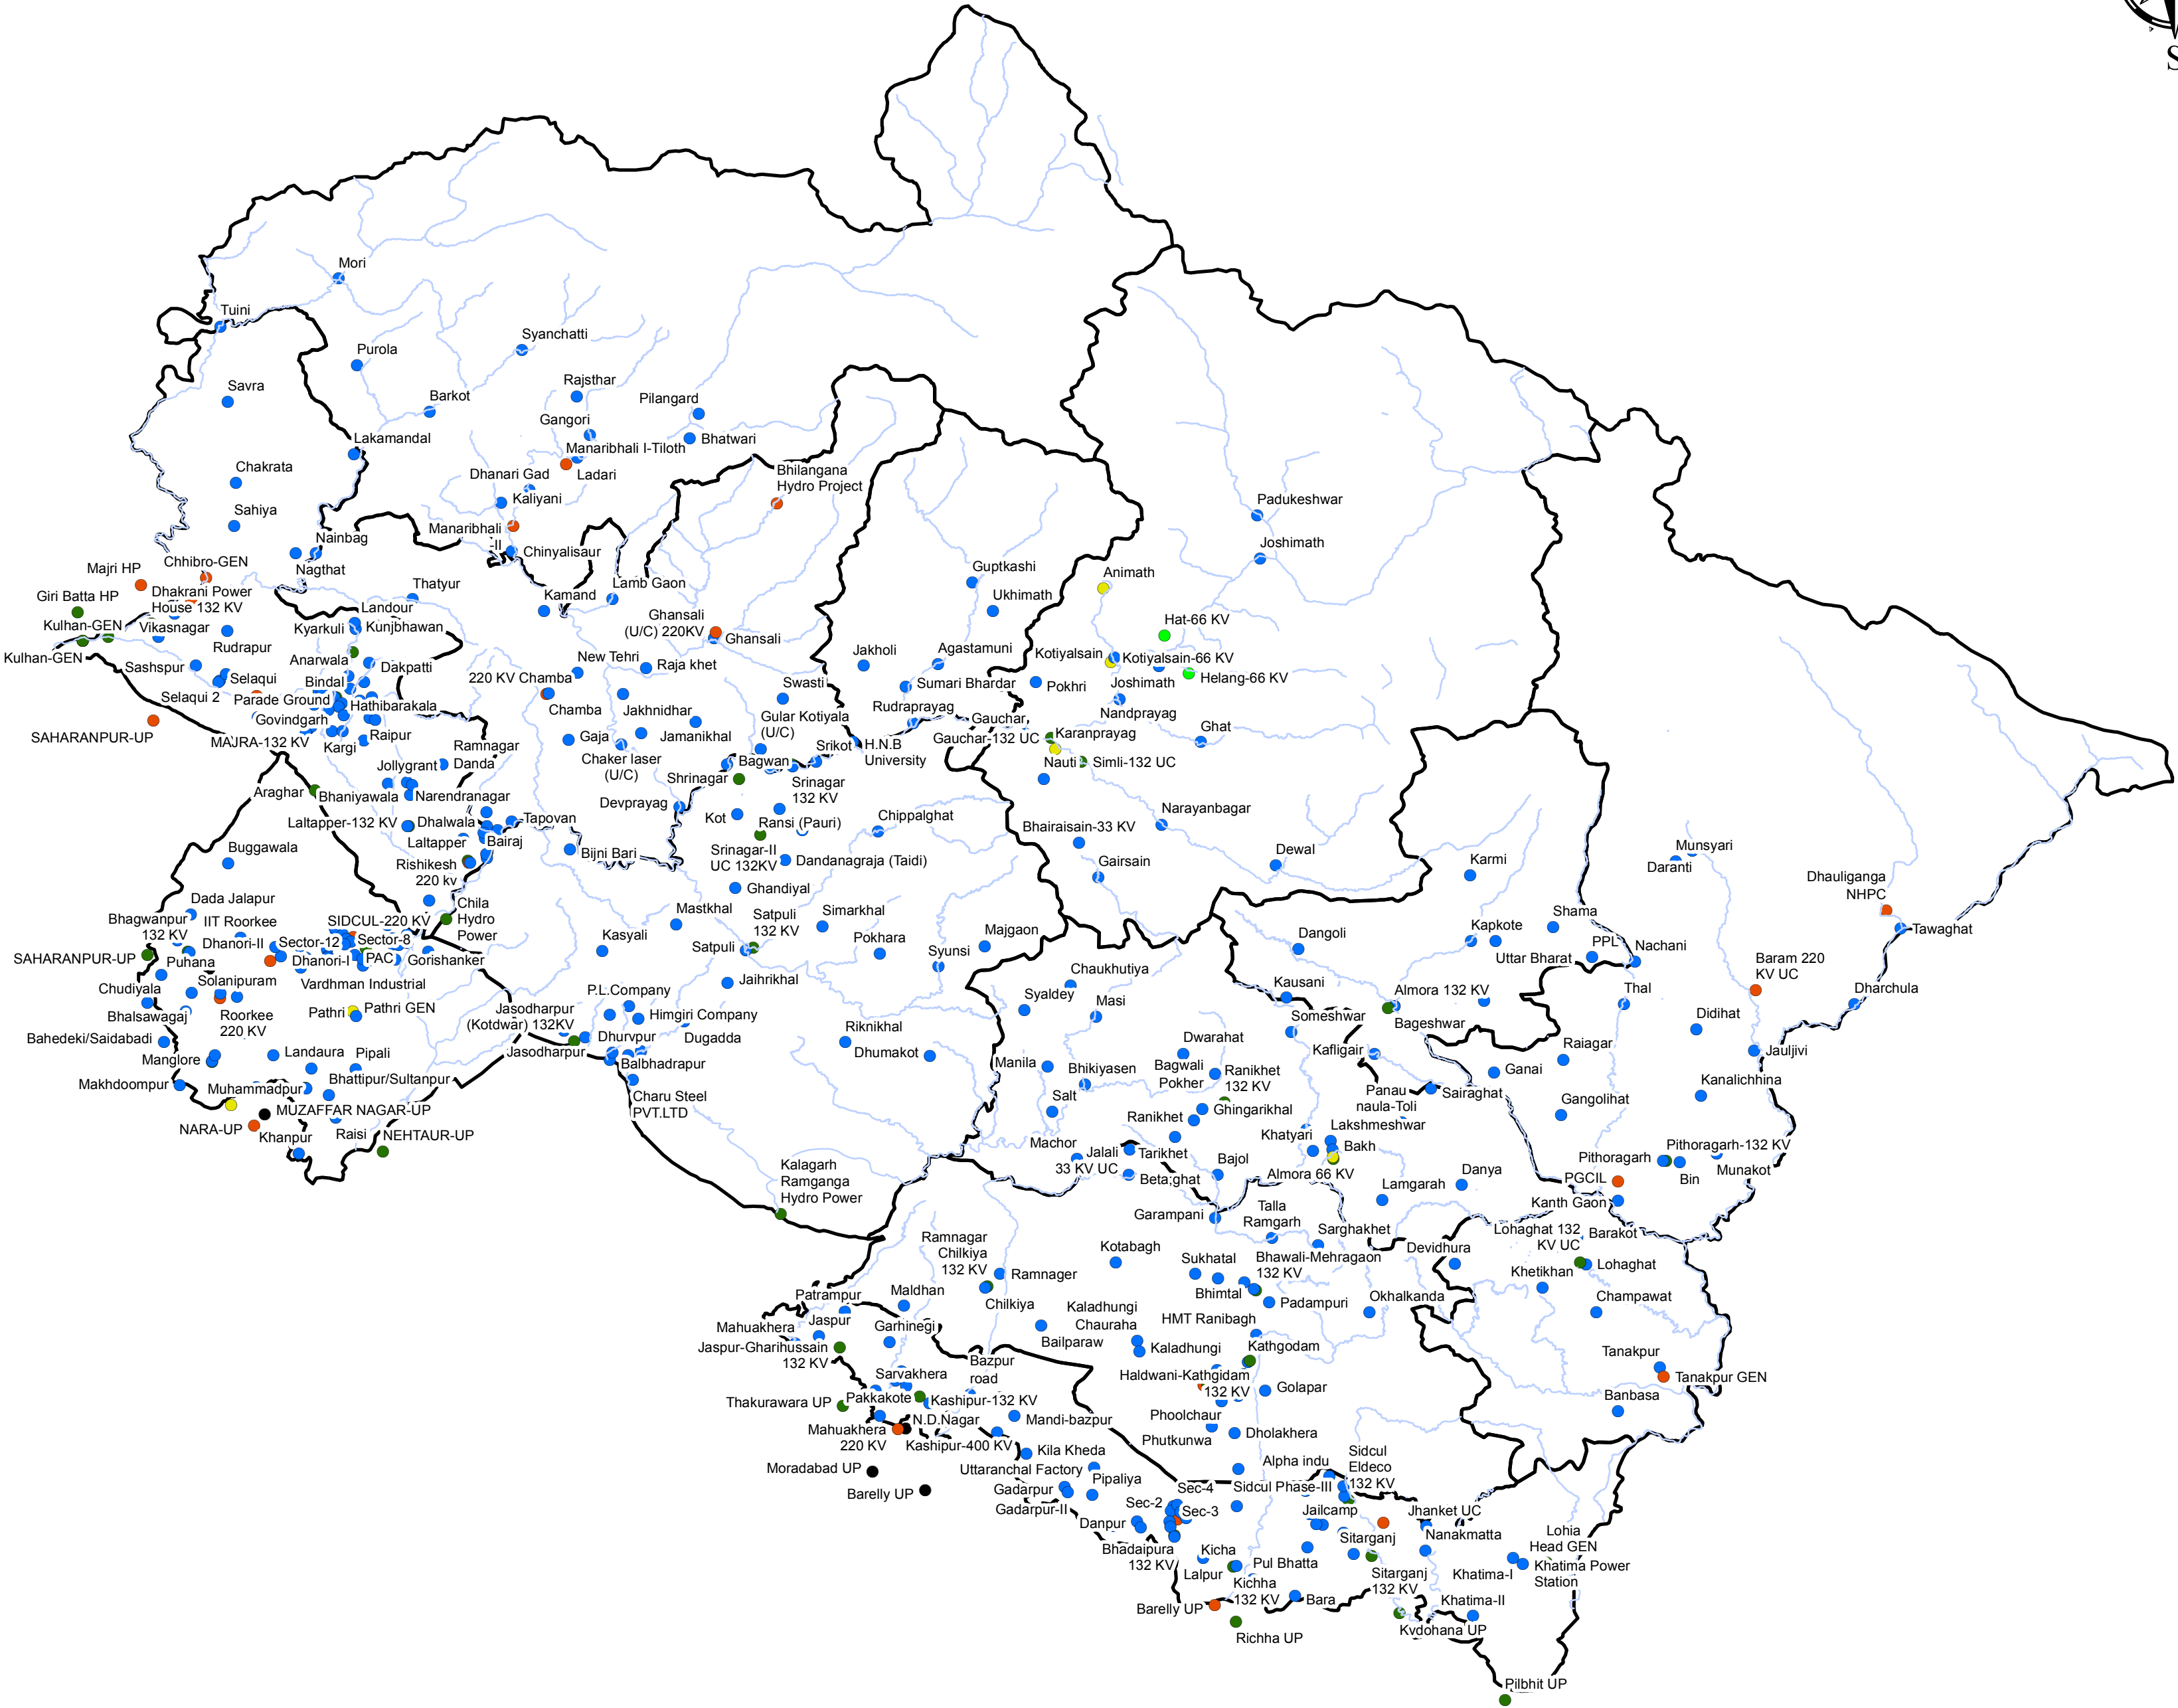 S
Mori
Tuini
Syanchatti
Purola
Savra
Rajsthar
Barkot
Pilangard
Gangori
Bhatwari
Lakamandal
Manaribhali I-Tiloth
Chakrata
Dhanari Gad
Ladari
Bhilangana
Hydro Project
Kaliyani
Padukeshwar
Sahiya
Manaribhali
-II
Nainbag
Chinyalisaur
Joshimath
Majri HP
Chhibro-GEN
Nagthat
Guptkashi
Animath
Thatyur
Lamb Gaon
Giri Batta HP
Dhakrani Power
House 132 KV
Kamand
Ukhimath
Landour
Kulhan-GEN
Vikasnagar
Kyarkuli
Kunjbhawan
Ghansali
(U/C) 220KV
Ghansali
Hat-66 KV
Kulhan-GEN
Rudrapur
Anarwala
Dakpatti
New Tehri
Raja khet
Jakholi
Agastamuni
Kotiyalsain
Kotiyalsain-66 KV
Sashspur
Selaqui
Bindal
220 KV Chamba
Helang-66 KV
Selaqui 2
Parade Ground
Hathibarakala
Swasti
Sumari Bhardar
Pokhri
Joshimath
Chamba
Jakhnidhar
Rudraprayag
Nandprayag
Govindgarh
Gular Kotiyala
(U/C)
Gauchar
Ghat
SAHARANPUR-UP
MAJRA-132 KV
Kargi
Raipur
Gaja
Jamanikhal
Gauchar-132 UC
Karanprayag
Ramnagar
Danda
Chaker laser
(U/C)
Srikot
H.N.B
University
Jollygrant
Bagwan
Nauti
Simli-132 UC
Shrinagar
Srinagar
132 KV
Araghar
Bhaniyawala
Narendranagar
Devprayag
Narayanbagar
Laltapper-132 KV
Dhalwala
Tapovan
Kot
Ransi (Pauri)
Chippalghat
Bhairaisain-33 KV
Laltapper
Bairaj
Bijni Bari
Srinagar-II
UC 132KV
Dandanagraja (Taidi)
Buggawala
Rishikesh
220 kv
Gairsain
Dewal
Karmi
Munsyari
Daranti
Dhauliganga
NHPC
Ghandiyal
Dada Jalapur
Chila
Hydro
Power
Mastkhal
Satpuli
132 KV
Simarkhal
Shama
Bhagwanpur
132 KV
IIT Roorkee
SIDCUL-220 KV
Kapkote
Tawaghat
Dhanori-II
Sector-12
Sector-8
Kasyali
Satpuli
Pokhara
Majgaon
Dangoli
PPL
Nachani
SAHARANPUR-UP
Puhana
Dhanori-I
PAC
Gorishanker
Syunsi
Uttar Bharat
Baram 220
KV UC
Chudiyala
Solanipuram
Vardhman Industrial
P.L.Company
Jaihrikhal
Chaukhutiya
Kausani
Almora 132 KV
Thal
Dharchula
Bhalsawagaj
Roorkee
220 KV
Pathri
Pathri GEN
Jasodharpur
(Kotdwar) 132KV
Himgiri Company
Syaldey
Masi
Someshwar
Bageshwar
Didihat
Bahedeki/Saidabadi
Dhurvpur
Dugadda
Riknikhal
Dwarahat
Kafligair
Raiagar
Jauljivi
Manglore
Landaura
Pipali
Jasodharpur
Balbhadrapur
Dhumakot
Manila
Bhikiyasen
Bagwali
Pokher
Ranikhet
132 KV
Ganai
Makhdoompur
Muhammadpur
Bhattipur/Sultanpur
Charu Steel
PVT.LTD
Salt
Panau
naula-Toli
Sairaghat
Kanalichhina
MUZAFFAR NAGAR-UP
Ghingarikhal
Gangolihat
NARA-UP
Khanpur
Raisi
NEHTAUR-UP
Ranikhet
Lakshmeshwar
Khatyari
Bakh
Machor
Jalali
33 KV UC
Tarikhet
Pithoragarh
Pithoragarh-132 KV
Kalagarh
Ramganga
Hydro Power
Bajol
Almora 66 KV
Danya
Bin
Munakot
Beta;ghat
Lamgarah
PGCIL
Kanth Gaon
Garampani
Talla
Ramgarh
Sarghakhet
Lohaghat 132
KV UC
Barakot
Ramnagar
Chilkiya
132 KV
Ramnager
Kotabagh
Sukhatal
Bhawali-Mehragaon
132 KV
Devidhura
Lohaghat
Khetikhan
Patrampur
Maldhan
Chilkiya
Bhimtal
Padampuri
Okhalkanda
Champawat
Mahuakhera
Jaspur
Garhinegi
Kaladhungi
Chauraha
HMT Ranibagh
Jaspur-Gharihussain
132 KV
Bailparaw
Kaladhungi
Kathgodam
Tanakpur
Sarvakhera
Bazpur
road
Haldwani-Kathgidam
132 KV
Golapar
Tanakpur GEN
Thakurawara UP
Pakkakote
Kashipur-132 KV
Banbasa
Mahuakhera
220 KV
N.D.Nagar
Mandi-bazpur
Phoolchaur
Kashipur-400 KV
Phutkunwa
Dholakhera
Moradabad UP
Kila Kheda
Uttaranchal Factory
Pipaliya
Alpha indu
Sidcul
Eldeco
132 KV
Barelly UP
Gadarpur
Gadarpur-II
Sec-4
Sidcul Phase-III
Sec-2
Sec-3
Jailcamp
Jhanket UC
Danpur
Sitarganj
Nanakmatta
Lohia
Head GEN
Bhadaipura
132 KV
Kicha
Pul Bhatta
Khatima-I
Khatima Power
Station
Lalpur
Kichha
132 KV
Sitarganj
132 KV
Barelly UP
Bara
Khatima-II
Richha UP
Kvdohana UP
Pilbhit UP